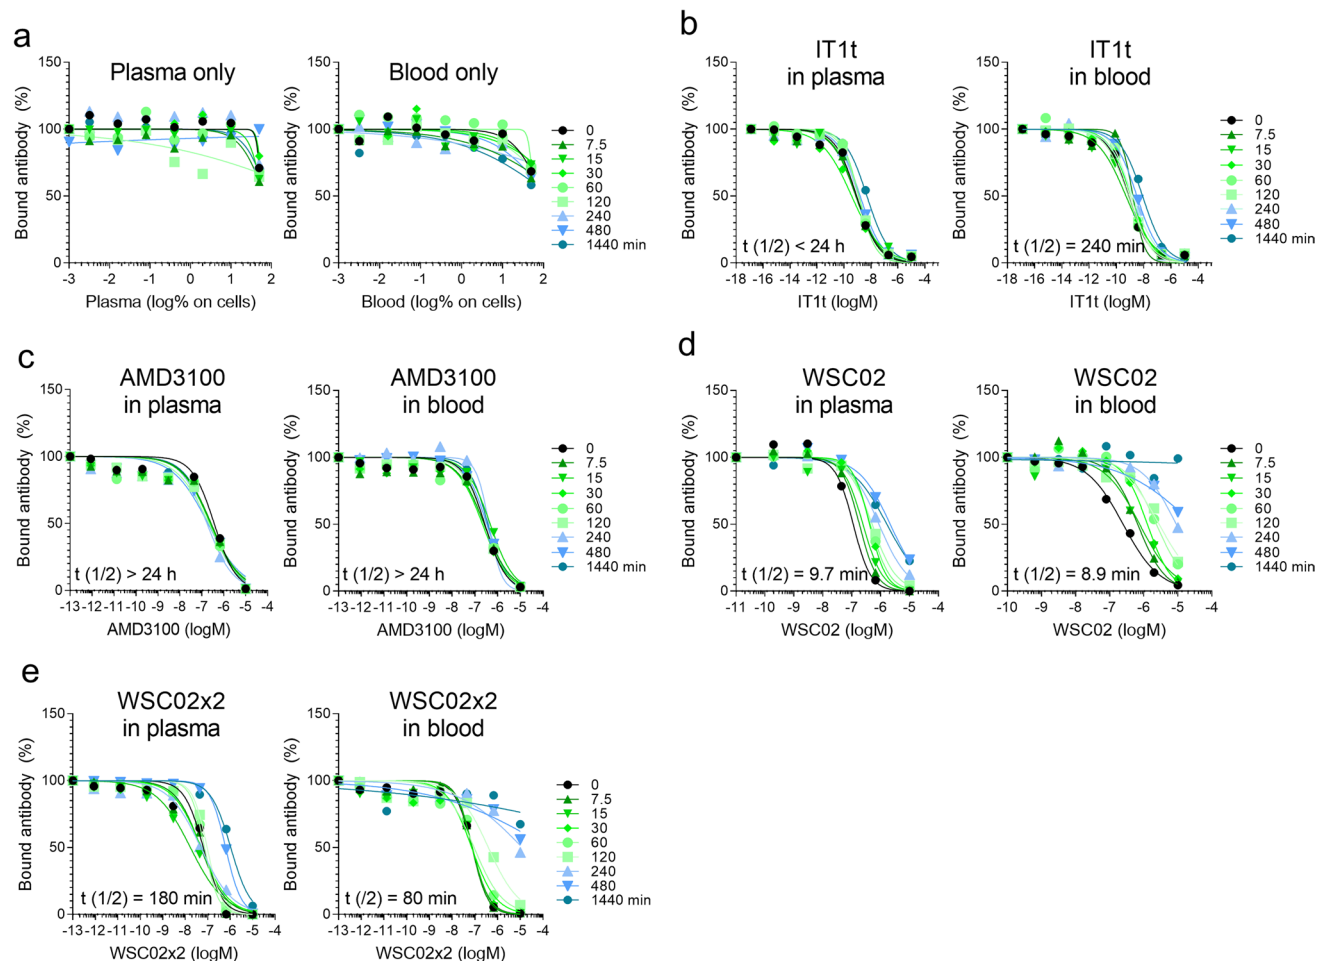 a
Plasma only
Bound antibody (%)
150
100
50
0
-3 -2 -1 0 1 2
Plasma (log% on cells)
Blood only
Bound antibody (%)
150
100
50
0
-3 -2 -1 0 1 2
Blood (log% on cells)
0
7.5
15
30
60
120
240
480
1440 min
b
IT1t
in plasma
Bound antibody (%)
150
100
50
0
t (1/2) < 24 h
-18 -16 -14 -12 -10 -8 -6 -4
IT1t (logM)
IT1t
in blood
Bound antibody (%)
150
100
50
0
t (1/2) = 240 min
-18 -16 -14 -12 -10 -8 -6 -4
IT1t (logM)
0
7.5
15
30
60
120
240
480
1440 min
c
AMD3100
in plasma
Bound antibody (%)
150
100
50
0
t (1/2) > 24 h
-13 -12 -11 -10 -9 -8 -7 -6 -5 -4
AMD3100 (logM)
AMD3100
in blood
Bound antibody (%)
150
100
50
0
t (1/2) > 24 h
-13 -12 -11 -10 -9 -8 -7 -6 -5 -4
AMD3100 (logM)
0
7.5
15
30
60
120
240
480
1440 min
d
WSC02
in plasma
Bound antibody (%)
150
100
50
0
t (1/2) = 9.7 min
-11 -10 -9 -8 -7 -6 -5 -4
WSC02 (logM)
WSC02
in blood
Bound antibody (%)
150
100
50
0
t (1/2) = 8.9 min
-10 -9 -8 -7 -6 -5 -4
WSC02 (logM)
0
7.5
15
30
60
120
240
480
1440 min
e
WSC02x2
in plasma
Bound antibody (%)
150
100
50
0
t (1/2) = 180 min
-13 -12 -11 -10 -9 -8 -7 -6 -5 -4
WSC02x2 (logM)
WSC02x2
in blood
Bound antibody (%)
150
100
50
0
t (/2) = 80 min
-13 -12 -11 -10 -9 -8 -7 -6 -5 -4
WSC02x2 (logM)
0
7.5
15
30
60
120
240
480
1440 min